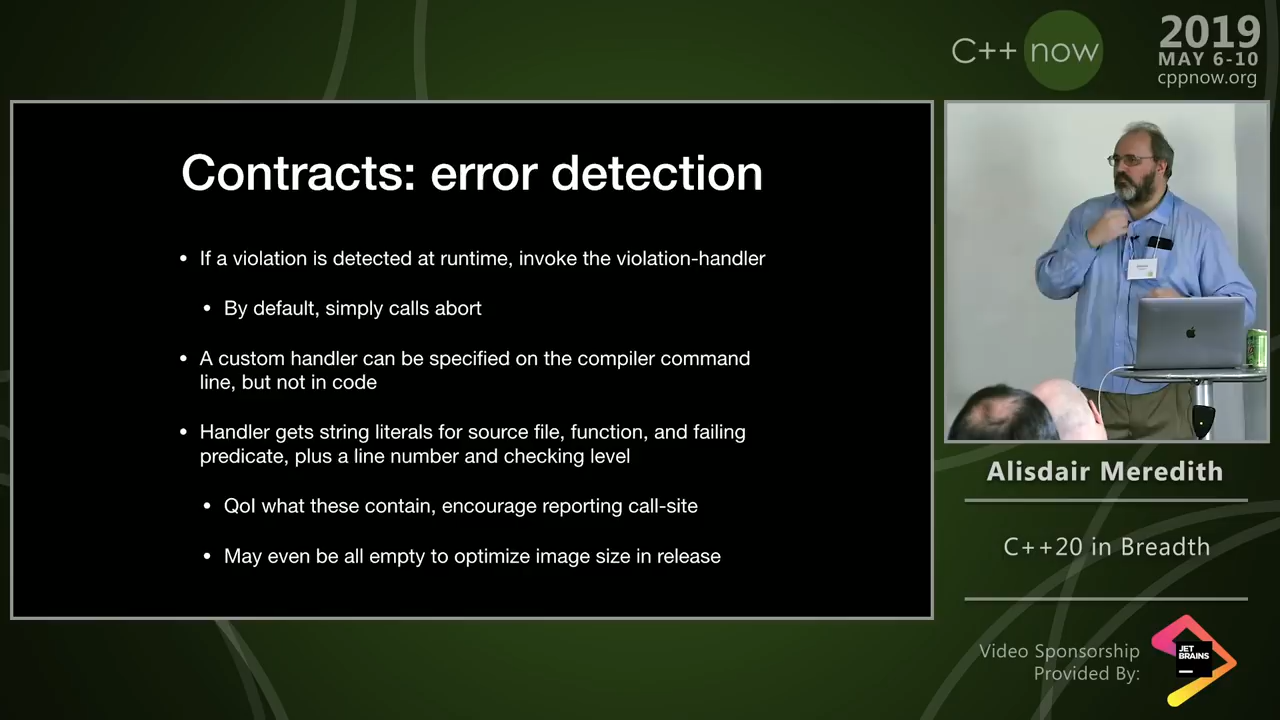 C++ now
2019
MAY 6-10
cppnow.org
Contracts: error detection
• If a violation is detected at runtime, invoke the violation-handler
• By default, simply calls abort
• A custom handler can be specified on the compiler command
line, but not in code
• Handler gets string literals for source file, function, and failing
predicate, plus a line number and checking level
• QoI what these contain, encourage reporting call-site
• May even be all empty to optimize image size in release
Alisdair Meredith
C++20 in Breadth
Video Sponsorship
Provided By:
JET
BRAINS